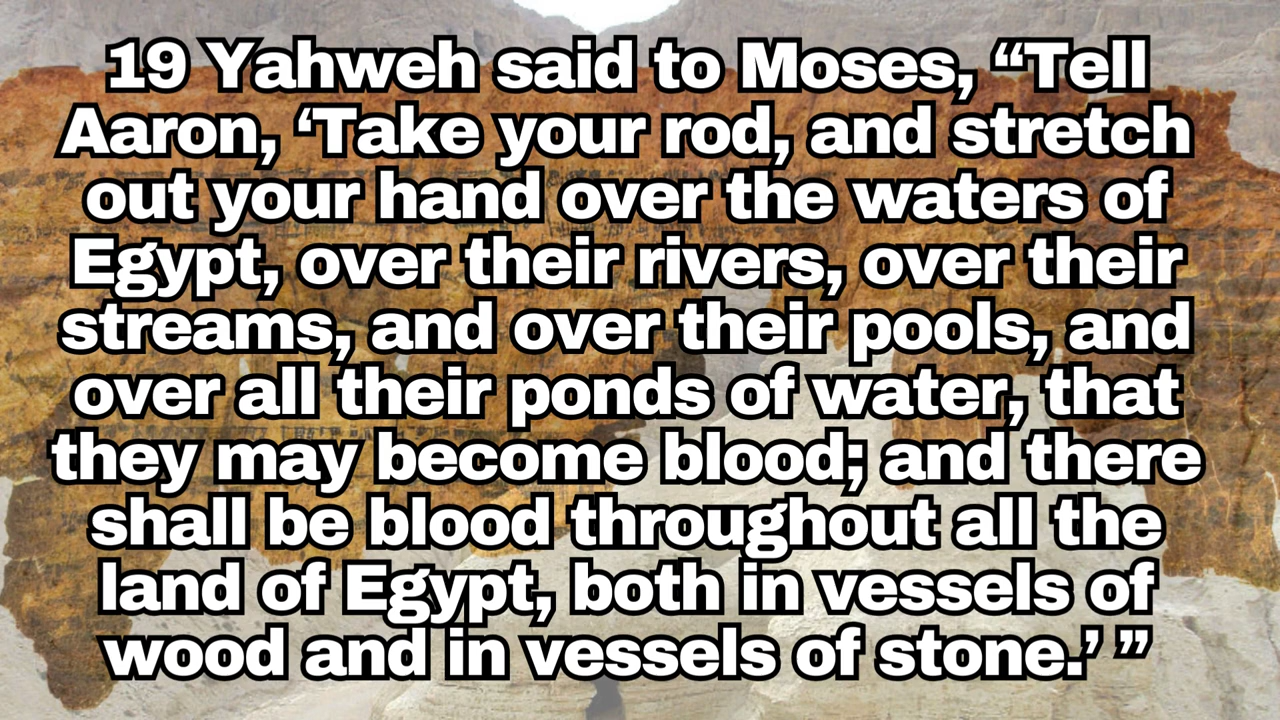 19 Yahweh said to Moses, “Tell
Aaron, ‘Take your rod, and stretch
out your hand over the waters of
Egypt, over their rivers, over their
streams, and over their pools, and
over all their ponds of water, that
they may become blood; and there
shall be blood throughout all the
land of Egypt, both in vessels of
wood and in vessels of stone.’ ”